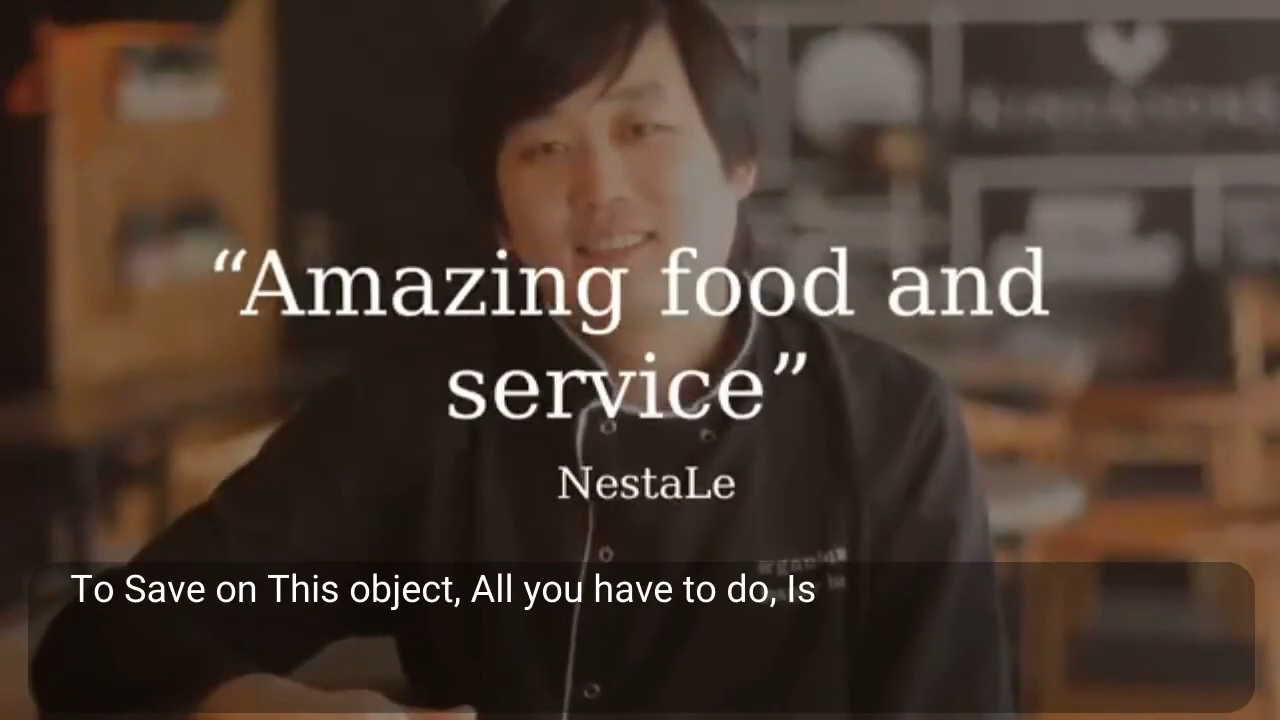 “Amazing food and
service”
NestaLe
To Save on This object, All you have to do, Is